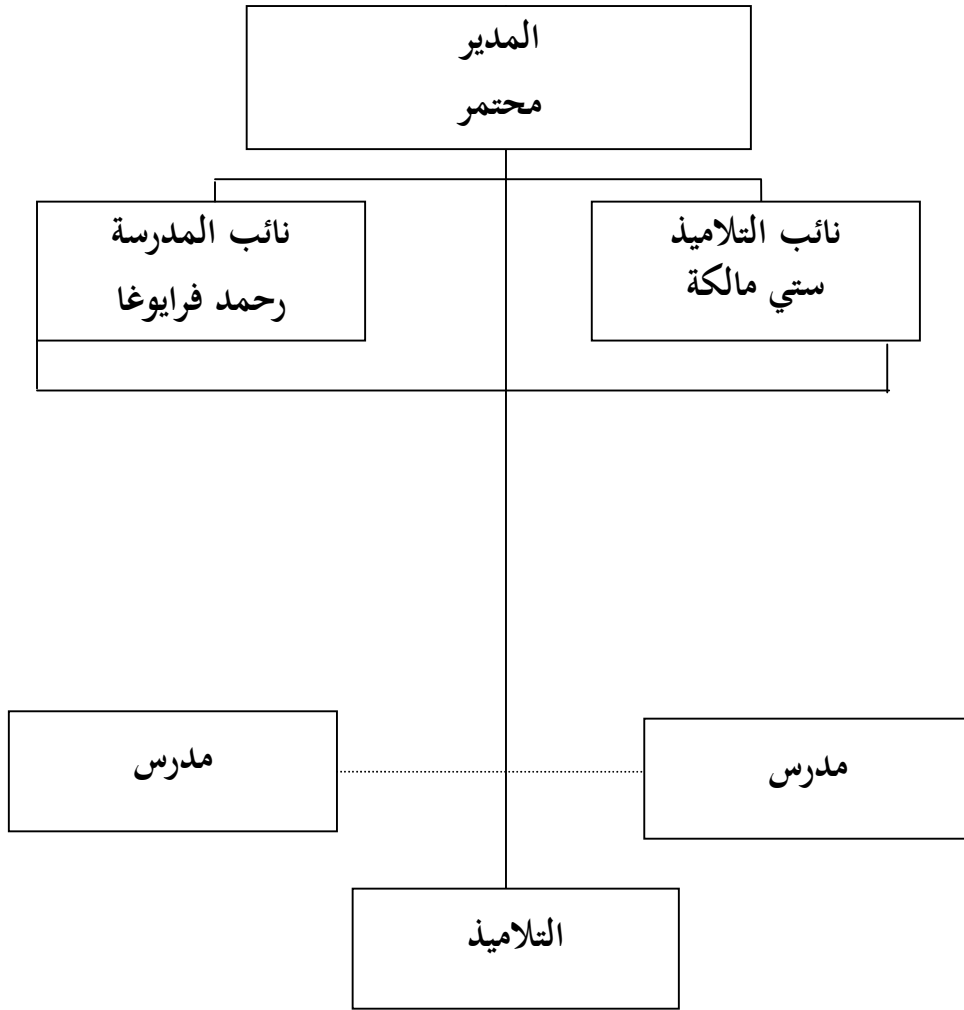 المدير
محتمر
نائب التلاميذ
ستي مالكة
نائب المدرسة
رحمد فرايوغا
مدرس
مدرس
التلاميذ